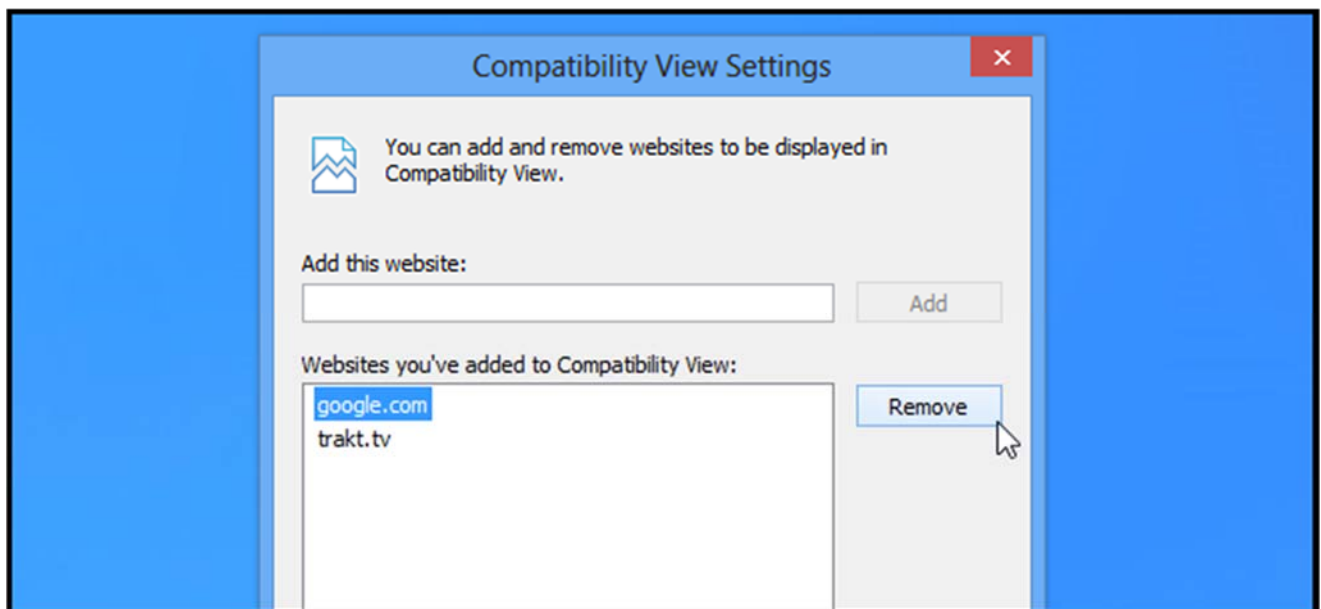 Compatibility View Settings
You can add and remove websites to be displayed in
Compatibility View.
Add this website:
Add
Websites you've added to Compatibility View:
google.com
Remove
trakt.tv